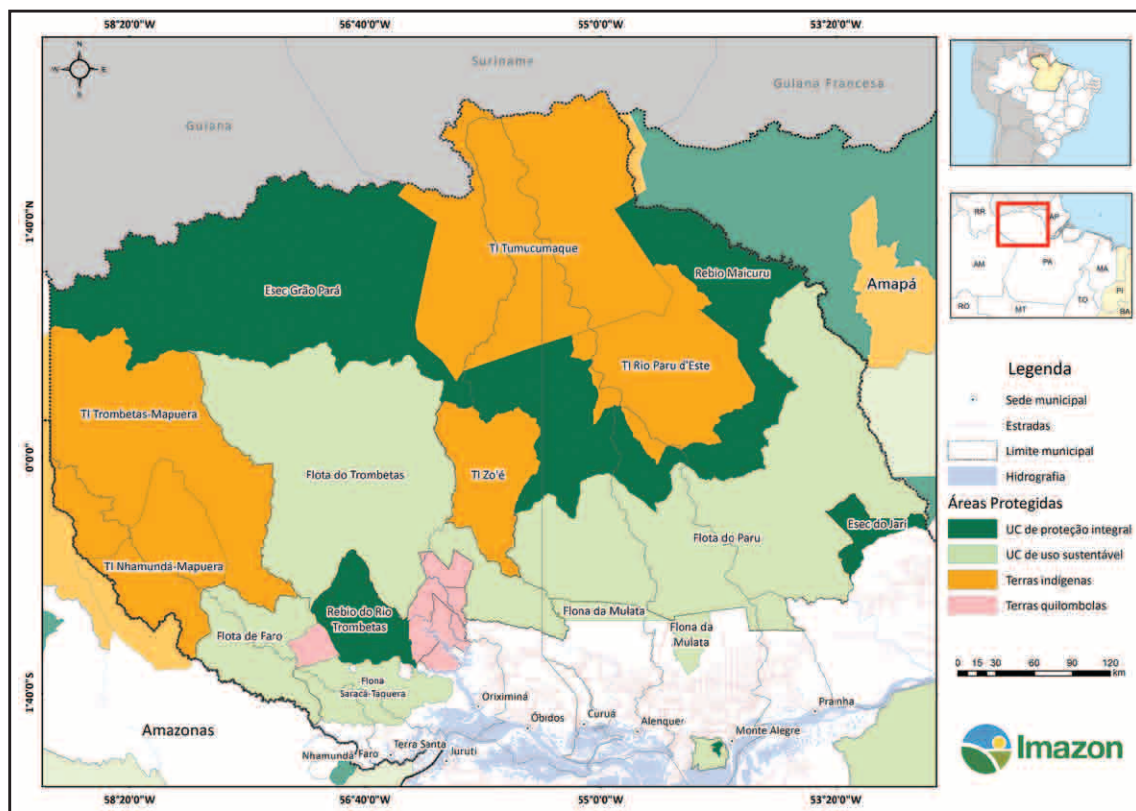 58°20'0"W 56°40'0"W 55°0'0"W 53°20'0"W
N
W E
S
Suriname
Guiana Francesa
Guiana
1°40'0"N
TI Tumucumaque
Esec Grão Pará
Rebio Maicuru
Amapá
TI Rio Paru d'Este
TI Trombetas-Mapuera
0°0'0"
Flota do Trombetas
TI Zo'é
Esec do Jari
Flota do Paru
TI Nhamundá-Mapuera
Rebio do Rio
Trombetas
Flona da Mulata
Flota de Faro
Flona da
Mulata
Flona
Saracá-Taquera
1°40'0"S
Oriximiná
Prainha
Óbidos
Curuá
Alenquer
Amazonas
Monte Alegre
Terra Santa
Nhamundá
Faro
Juruti
58°20'0"W 56°40'0"W 55°0'0"W 53°20'0"W
RR
AP
AM
PA
MA
PI
RO
MT
TO
BA
Legenda
Sede municipal
Estradas
Limite municipal
Hidrografia
Áreas Protegidas
UC de proteção integral
UC de uso sustentável
Terras indígenas
Terras quilombolas
0 15 30 60 90 120
km
Imazon